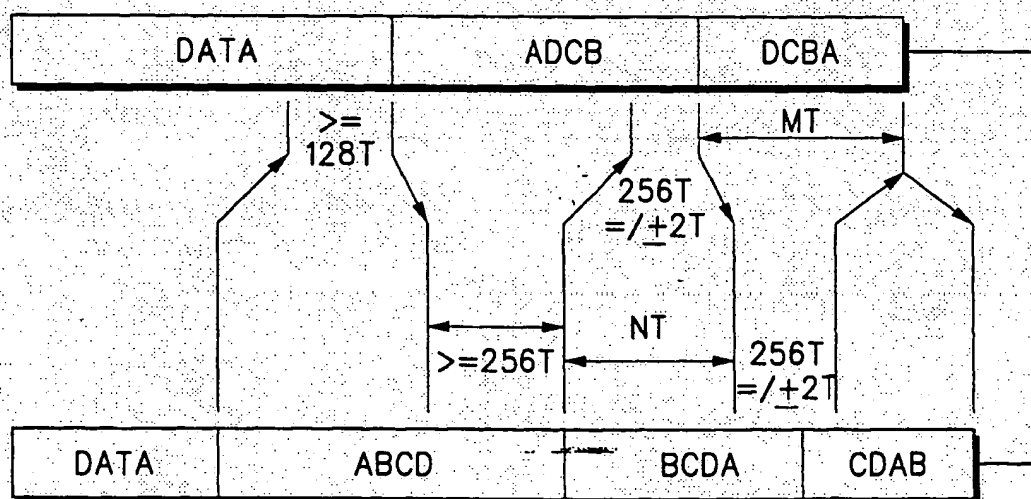 DATA ADCB DCBA
>=
128T
MT
256T
=/±2T
NT
>=256T
256T
=/±2T
DATA ABCD BCDA CDAB